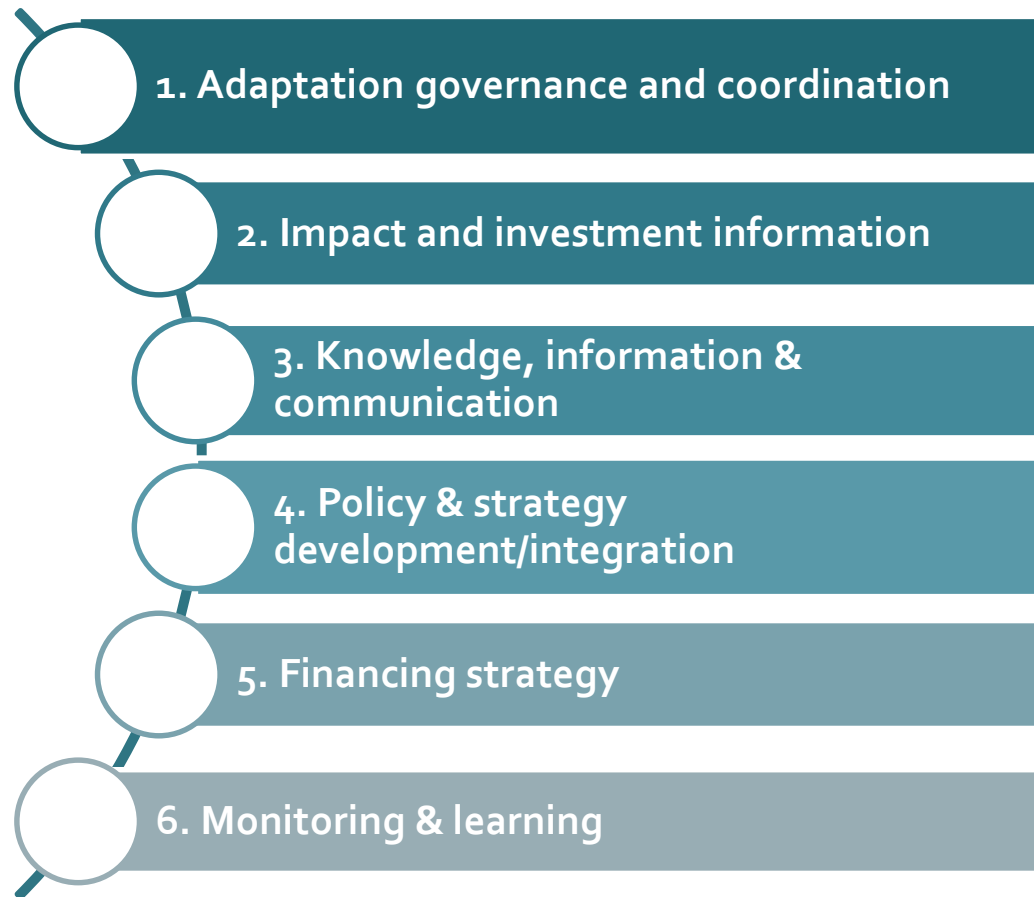 1. Adaptation governance and coordination
2. Impact and investment information
3. Knowledge, information &
communication
4. Policy & strategy
development/integration
5. Financing strategy
6. Monitoring & learning